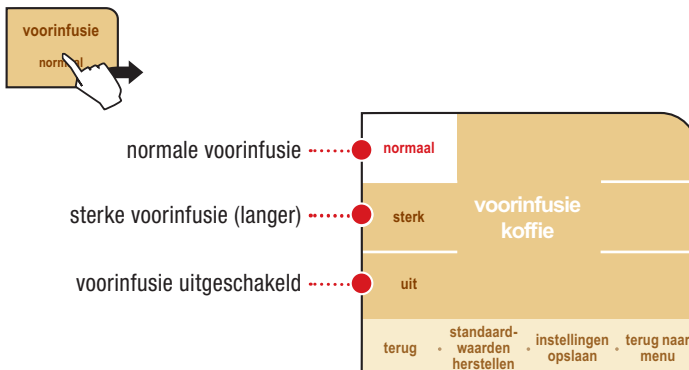 voorinfusie
normaal
normale voorinfusie
normaal
sterke voorinfusie (langer)
sterk
voorinfusie
koffie
voorinfusie uitgeschakeld
uit
terug
standaard-
waarden
herstellen
instellingen
opslaan
terug naar
menu